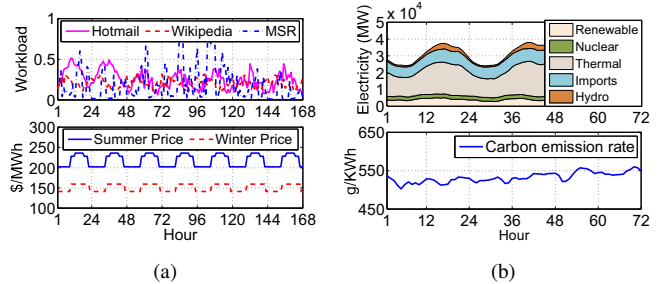 Hotmail Wikipedia MSR
Workload
1
0.5
0
1 24 48 72 96 120 144 168
Summer Price Winter Price
$/MWh
300
250
200
150
100
1 24 48 72 96 120 144 168
Hour
(a)
x 10⁴
Electricity (MW)
5
4
3
2
1
0
1 12 24 36 48 60 72
Renewable
Nuclear
Thermal
Imports
Hydro
Carbon emission rate
g/KWh
650
550
450
1 12 24 36 48 60 72
Hour
(b)